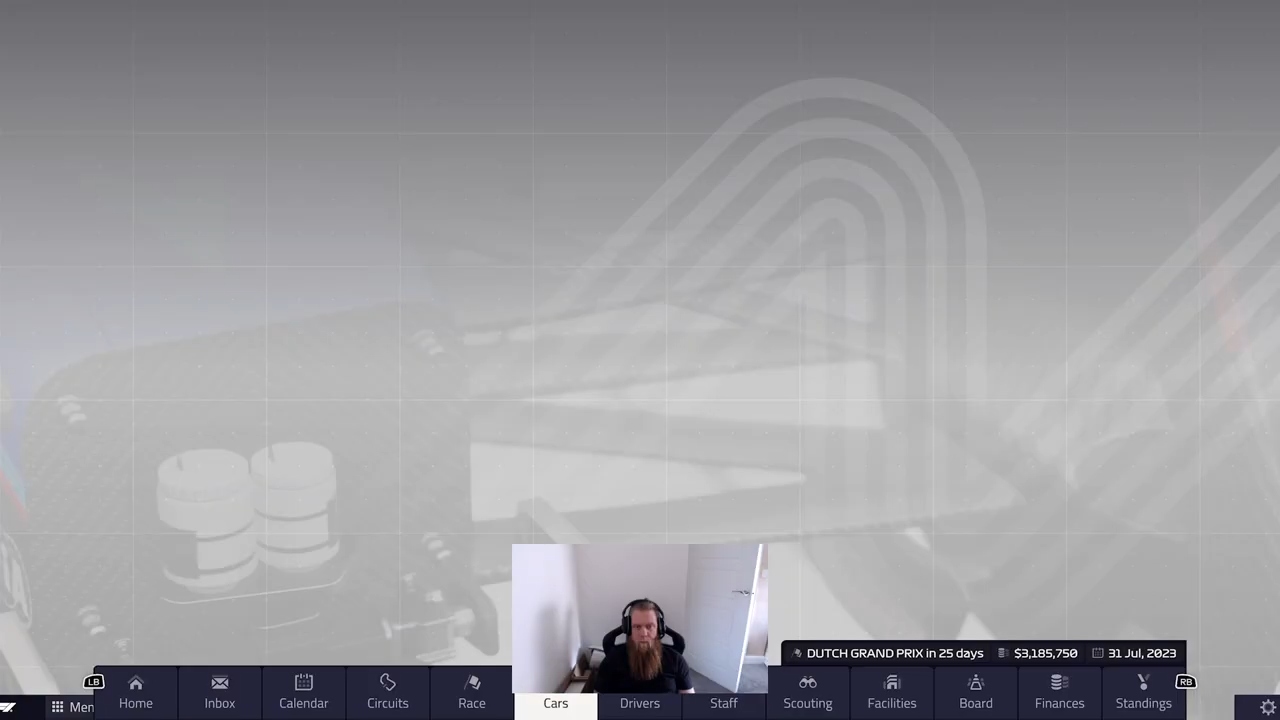 DUTCH GRAND PRIX in 25 days $3,185,750 31 Jul, 2023
LB Home Inbox Calendar Circuits Race Cars Drivers Staff Scouting Facilities Board Finances Standings RB
Men